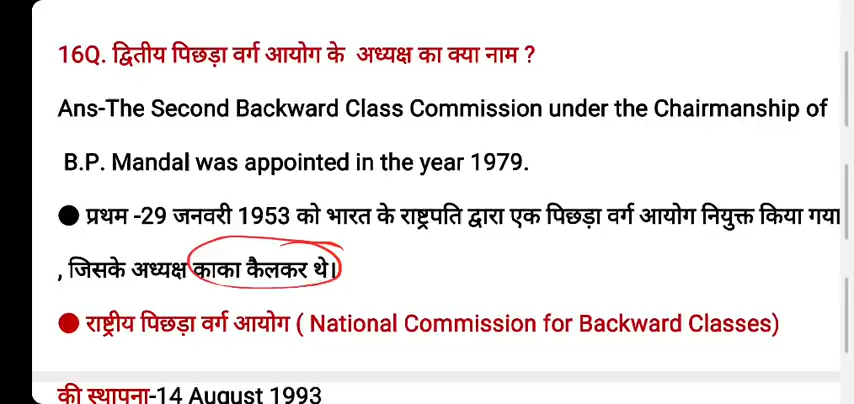 16Q. द्वितीय पिछड़ा वर्ग आयोग के अध्यक्ष का क्या नाम ?
Ans-The Second Backward Class Commission under the Chairmanship of
B.P. Mandal was appointed in the year 1979.
● प्रथम -29 जनवरी 1953 को भारत के राष्ट्रपति द्वारा एक पिछड़ा वर्ग आयोग नियुक्त किया गया
, जिसके अध्यक्ष काका कैलकर थे।
● राष्ट्रीय पिछड़ा वर्ग आयोग ( National Commission for Backward Classes)
की स्थापना-14 August 1993